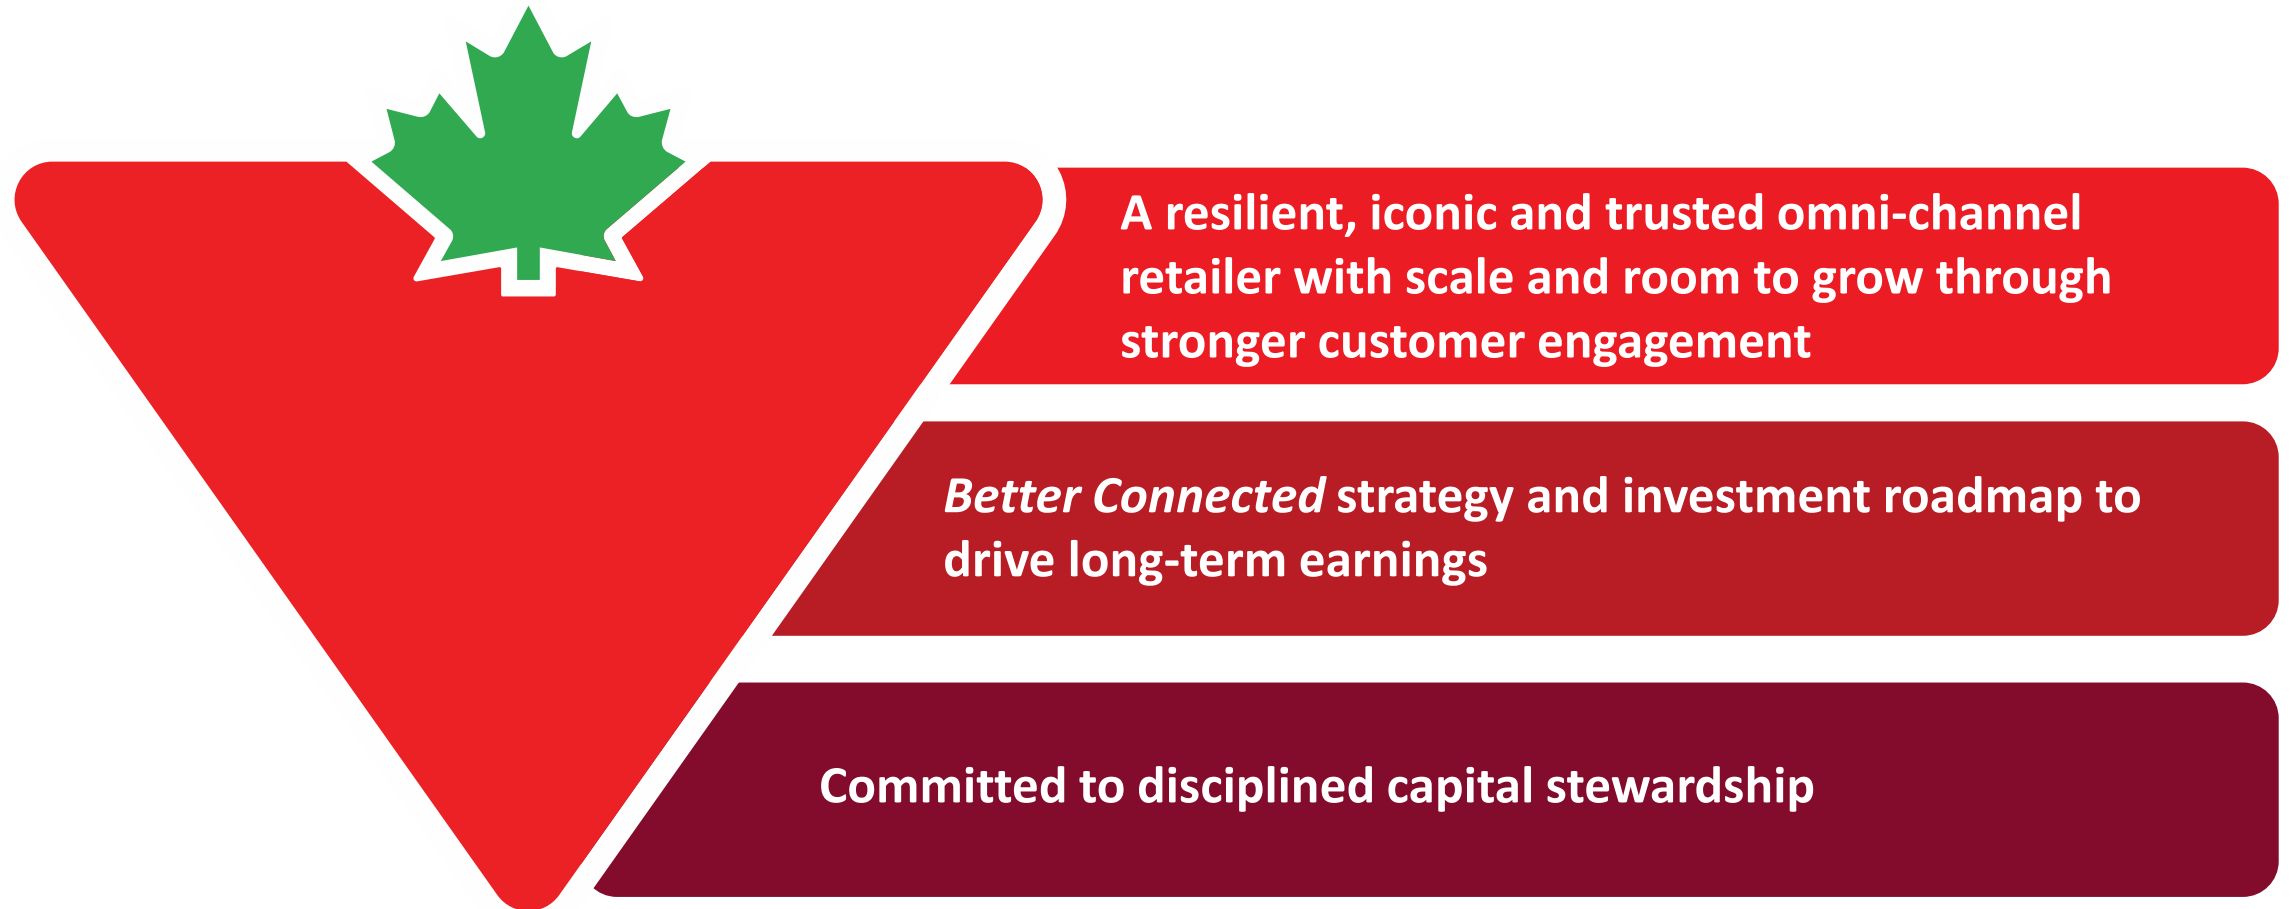 A resilient, iconic and trusted omni-channel
retailer with scale and room to grow through
stronger customer engagement
Better Connected strategy and investment roadmap to
drive long-term earnings
Committed to disciplined capital stewardship